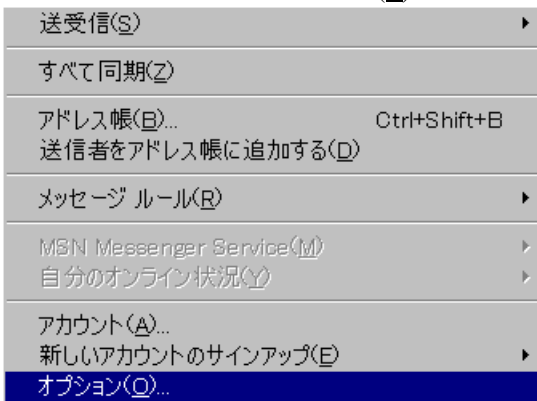 送受信(S)
すべて同期(Z)
アドレス帳(B)... Ctrl+Shift+B
送信者をアドレス帳に追加する(D)
メッセージ ルール(R)
MSN Messenger Service(M)
自分のオンライン状況(Y)
アカウント(A)...
新しいアカウントのサインアップ(E)
オプション(O)...